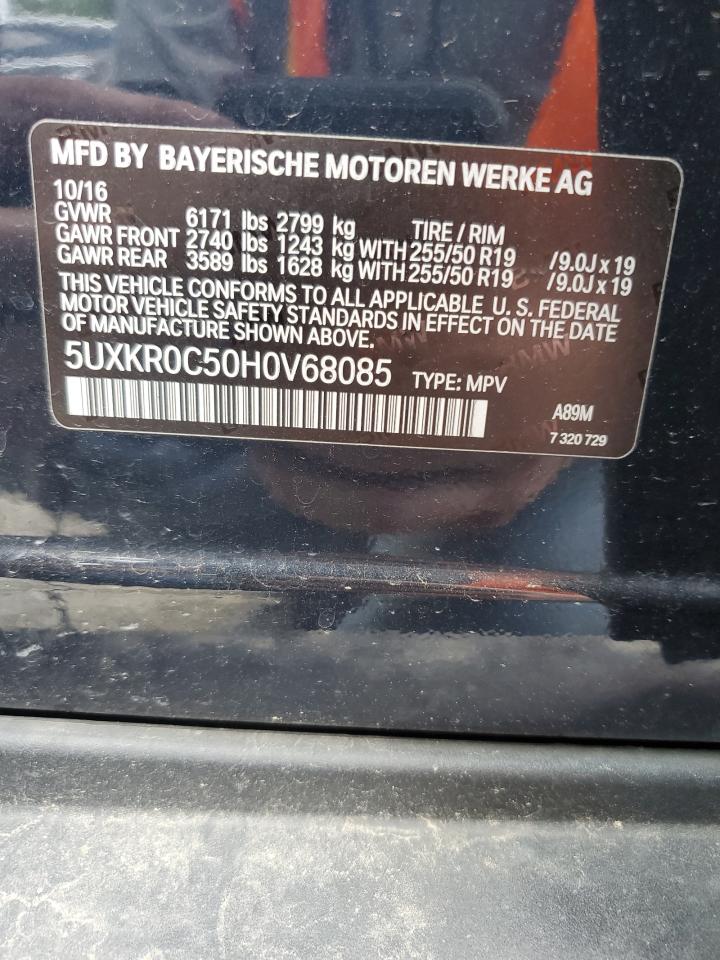 MFD BY BAYERISCHE MOTOREN WERKE AG
10/16
GVWR 6171 lbs 2799 kg TIRE / RIM
GAWR FRONT 2740 lbs 1243 kg WITH 255/50 R19 /9.0J x 19
GAWR REAR 3589 lbs 1628 kg WITH 255/50 R19 /9.0J x 19
THIS VEHICLE CONFORMS TO ALL APPLICABLE U. S. FEDERAL
MOTOR VEHICLE SAFETY STANDARDS IN EFFECT ON THE DATE
OF MANUFACTURE SHOWN ABOVE.
5UXKR0C50H0V68085 TYPE: MPV
A89M
7 320 729